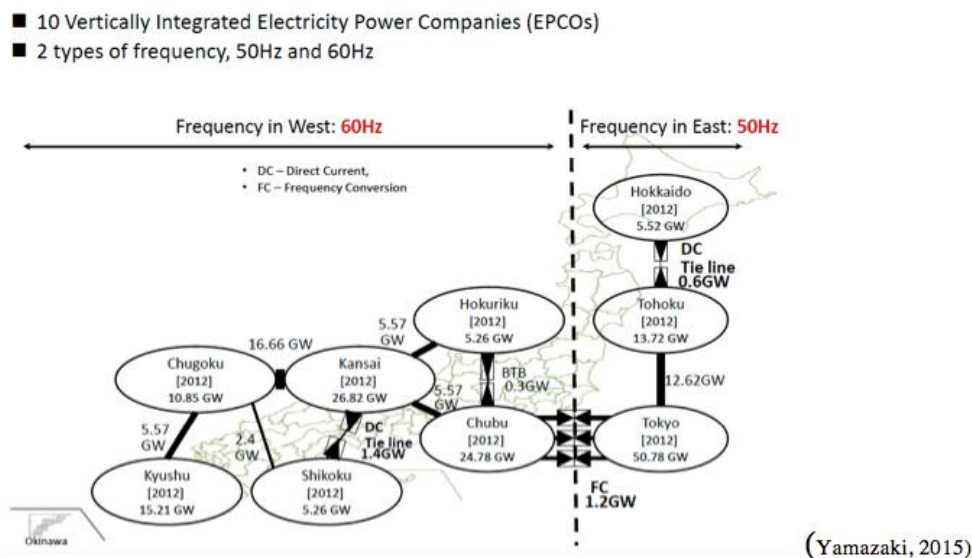 ■ 10 Vertically Integrated Electricity Power Companies (EPCOs)
■ 2 types of frequency, 50Hz and 60Hz
Frequency in West: 60Hz
Frequency in East: 50Hz
• DC – Direct Current,
• FC – Frequency Conversion
Hokkaido
[2012]
5.52 GW
DC
Tie line
0.6GW
Tohoku
[2012]
13.72 GW
12.62GW
Tokyo
[2012]
50.78 GW
Hokuriku
[2012]
5.26 GW
5.57
GW
16.66 GW
Chugoku
[2012]
10.85 GW
Kansai
[2012]
26.82 GW
BTB
0.3GW
5.57
GW
Chubu
[2012]
24.78 GW
FC
1.2GW
5.57
GW
2.4
GW
DC
Tie line
1.4GW
Kyushu
[2012]
15.21 GW
Shikoku
[2012]
5.26 GW
Okinawa
(Yamazaki, 2015)